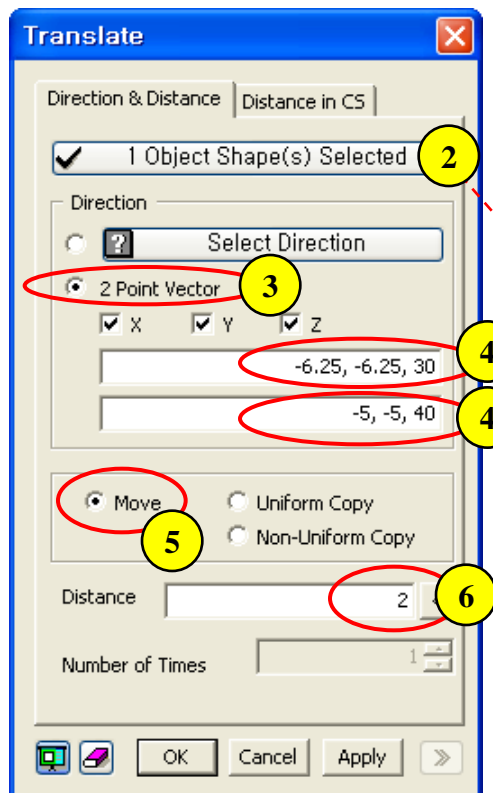 Translate
Direction & Distance Distance in CS
1 Object Shape(s) Selected 2
Direction
? Select Direction
2 Point Vector 3
X Y Z
-6.25, -6.25, 30 4
-5, -5, 40 4
Move Uniform Copy
5 Non-Uniform Copy
Distance 2 6
Number of Times 1
OK Cancel Apply